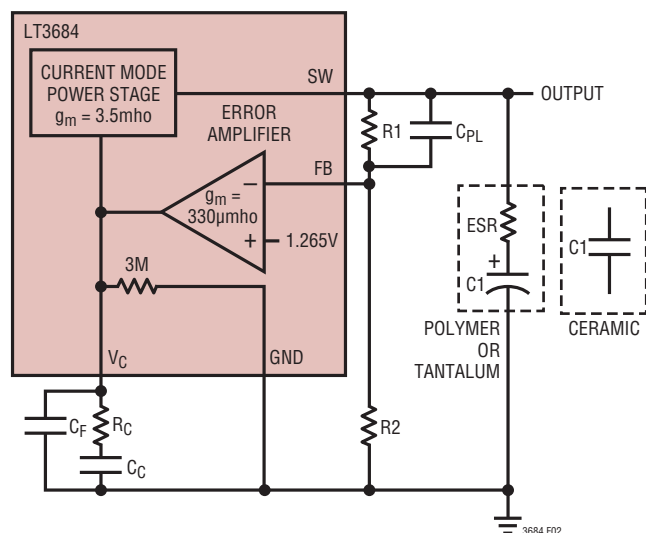 LT3684
CURRENT MODE
POWER STAGE
gm = 3.5mho
SW
OUTPUT
ERROR
AMPLIFIER
R1
CPL
FB
gm =
330µmho
−
+
1.265V
ESR
+
C1
C1
3M
POLYMER
OR
TANTALUM
CERAMIC
VC
GND
CF
RC
CC
R2
3684 F02